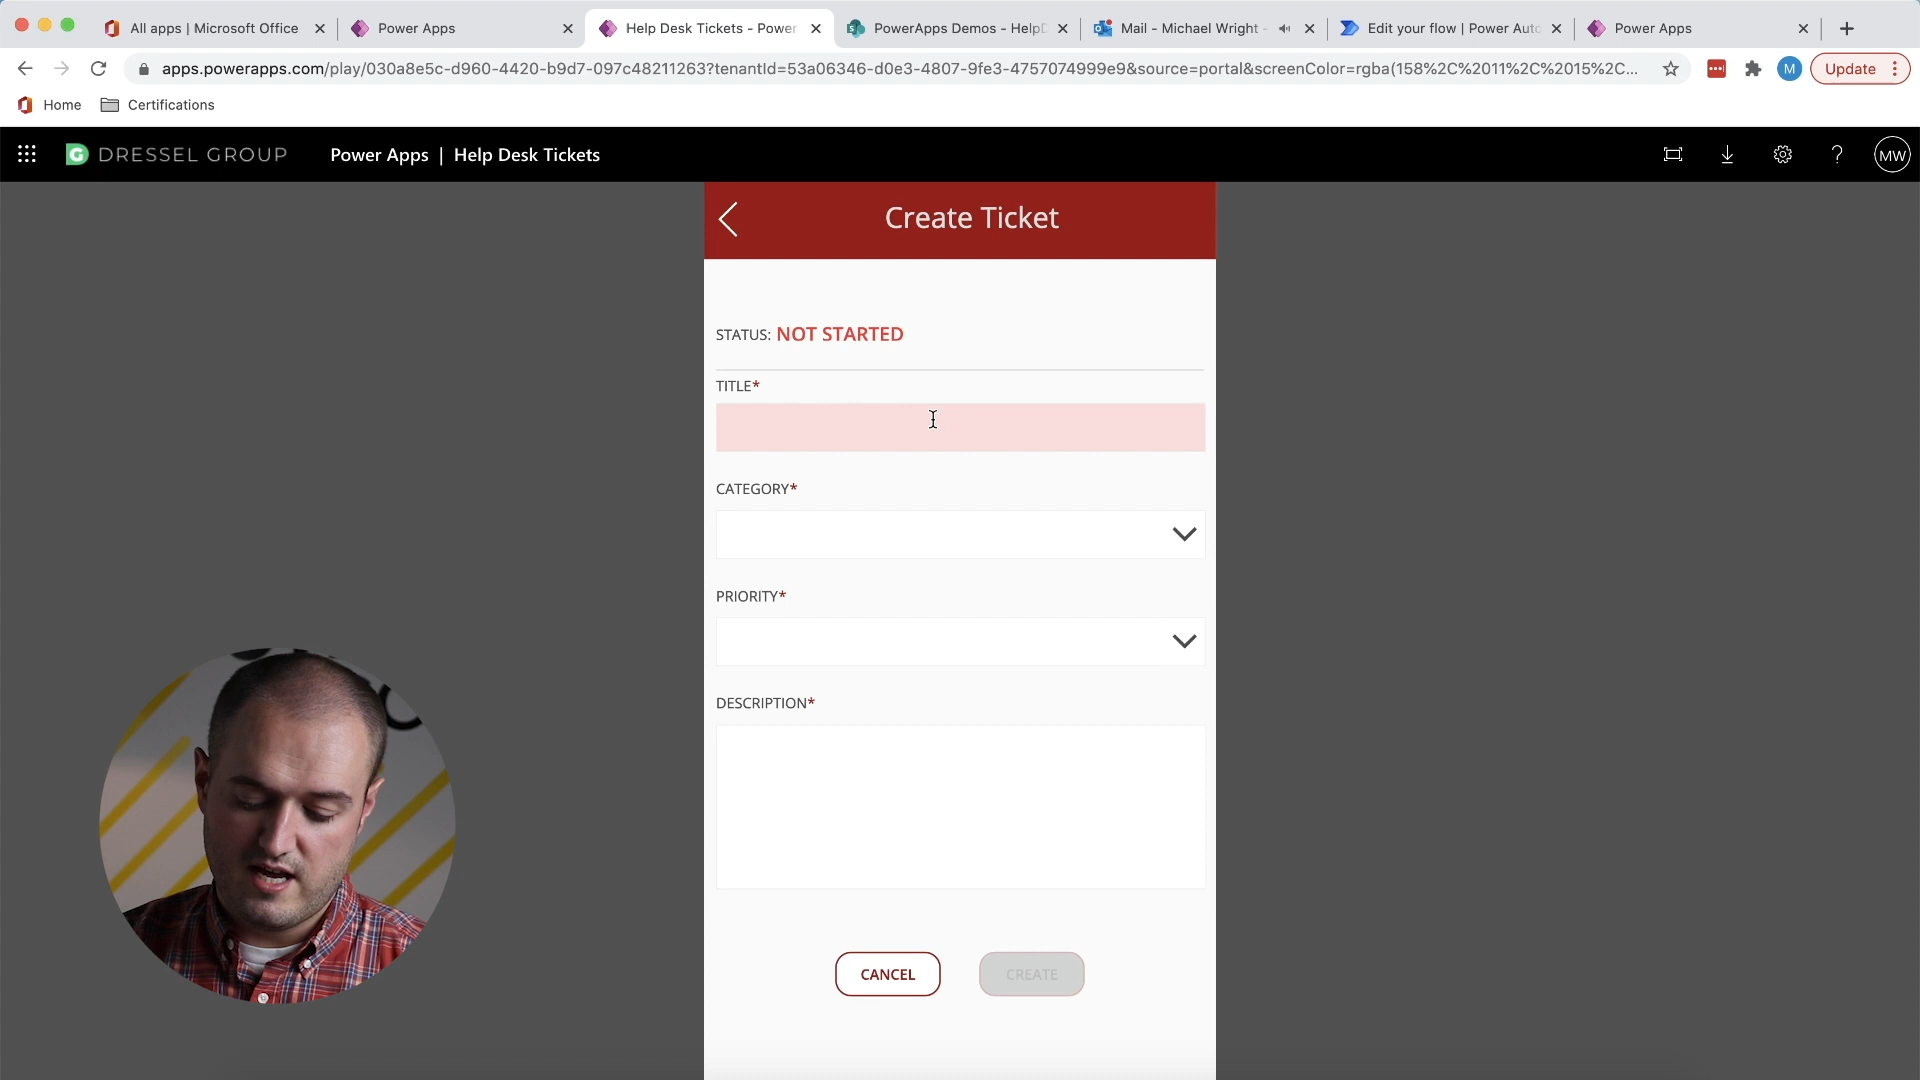 All apps | Microsoft Office
Power Apps
Help Desk Tickets - Power
PowerApps Demos - HelpD
Mail - Michael Wright -
Edit your flow | Power Auto
Power Apps
apps.powerapps.com/play/030a8e5c-d960-4420-b9d7-097c48211263?tenantId=53a06346-d0e3-4807-9fe3-4757074999e9&source=portal&screenColor=rgba(158%2C%2011%2C%2015%2C...
M
Update
Home
Certifications
DRESSEL GROUP
Power Apps | Help Desk Tickets
?
MW
Create Ticket
STATUS: NOT STARTED
TITLE*
CATEGORY*
PRIORITY*
DESCRIPTION*
CANCEL
CREATE